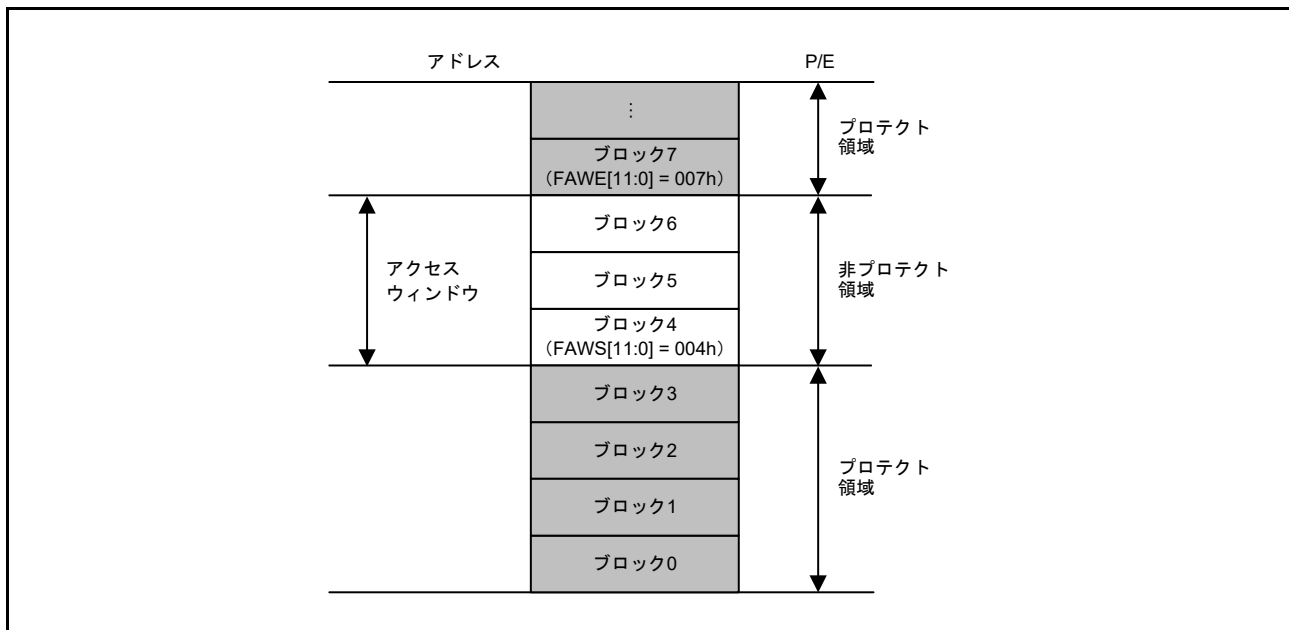 アドレス
P/E
⋮
プロテクト
領域
ブロック7
（FAWE[11:0] = 007h）
ブロック6
アクセス
ウィンドウ
ブロック5
非プロテクト
領域
ブロック4
（FAWS[11:0] = 004h）
ブロック3
ブロック2
プロテクト
領域
ブロック1
ブロック0